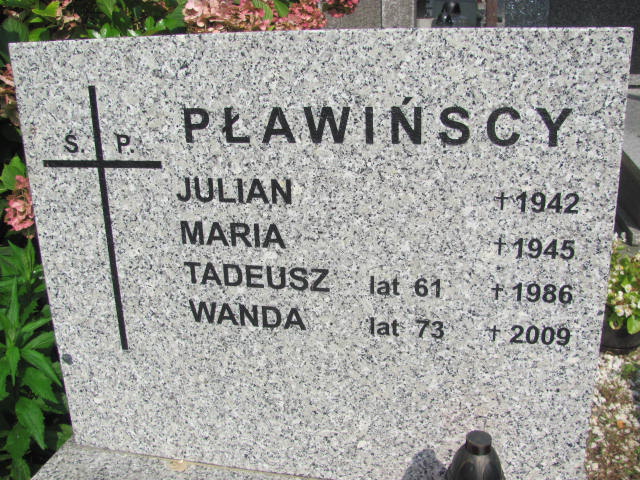 Ś. P.
PŁAWIŃSCY
JULIAN †1942
MARIA †1945
TADEUSZ lat 61 †1986
WANDA lat 73 †2009